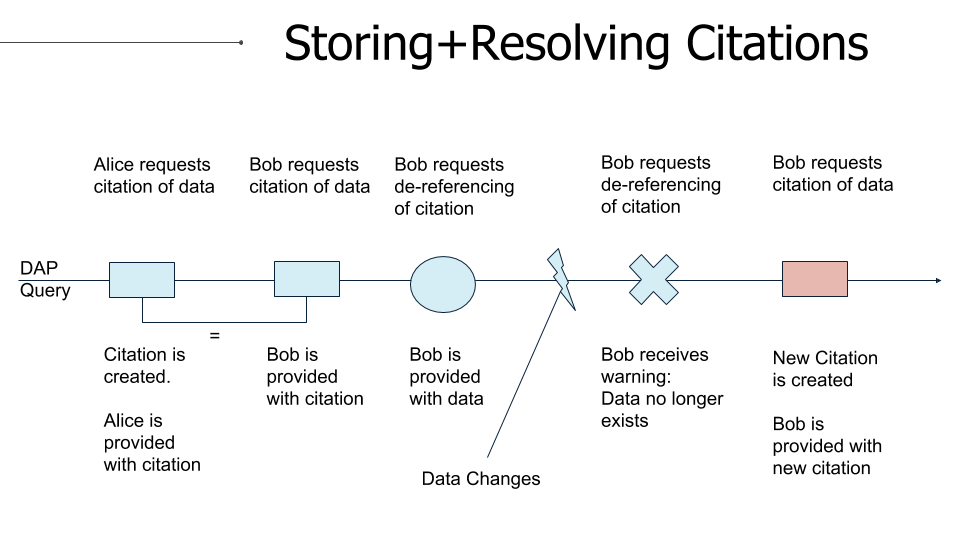 Storing+Resolving Citations
Alice requests
citation of data
Bob requests
citation of data
Bob requests
de-referencing
of citation
Bob requests
de-referencing
of citation
Bob requests
citation of data
DAP
Query
=
Citation is
created.
Alice is
provided
with citation
Bob is
provided
with citation
Bob is
provided
with data
Data Changes
Bob receives
warning:
Data no longer
exists
New Citation
is created
Bob is
provided with
new citation